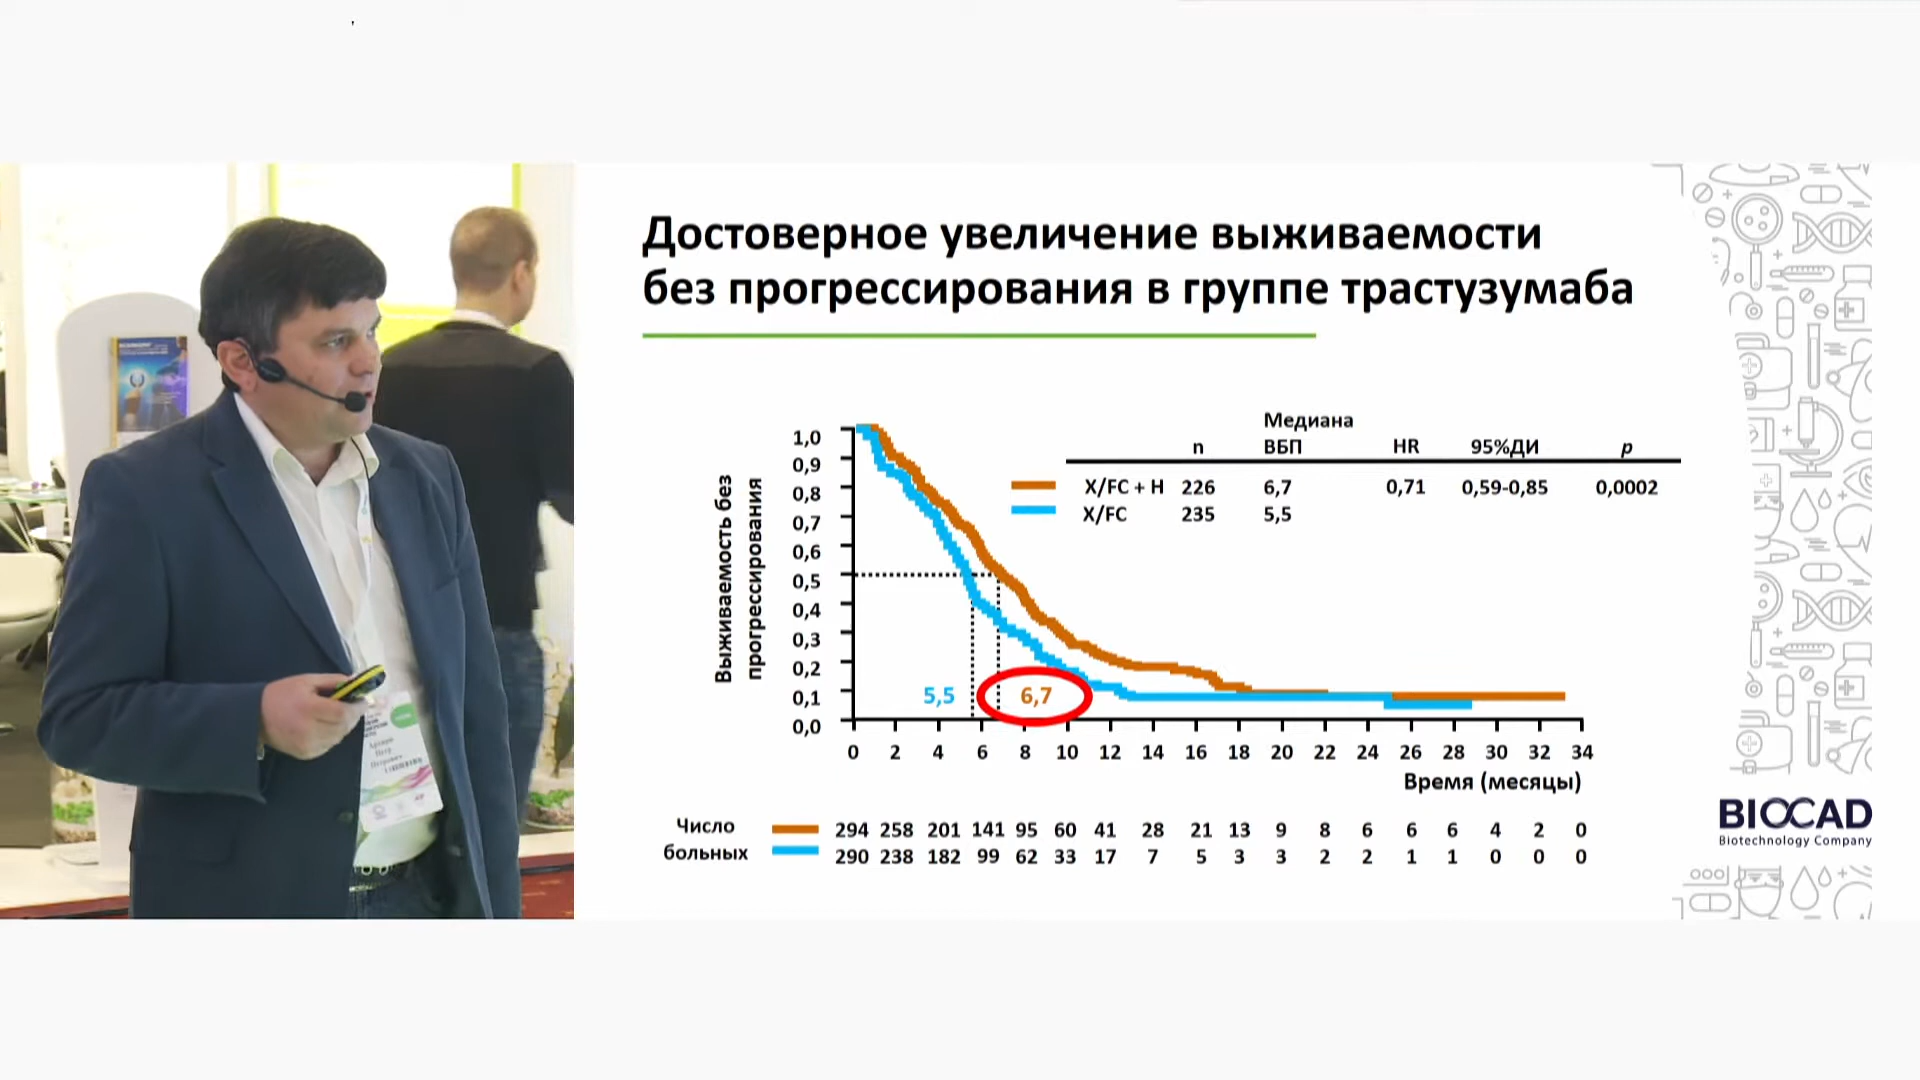 Достоверное увеличение выживаемости
без прогрессирования в группе трастузумаба
Выживаемость без
прогрессирования
1,0
0,9
0,8
0,7
0,6
0,5
0,4
0,3
0,2
0,1
0,0
Медиана
n ВБП HR 95%ДИ p
X/FC + H 226 6,7 0,71 0,59-0,85 0,0002
X/FC 235 5,5
5,5 6,7
0 2 4 6 8 10 12 14 16 18 20 22 24 26 28 30 32 34
Время (месяцы)
Число
больных
294 258 201 141 95 60 41 28 21 13 9 8 6 6 6 4 2 0
290 238 182 99 62 33 17 7 5 3 3 2 2 1 1 0 0 0
BIOCAD
Biotechnology Company
Петр
Петрович